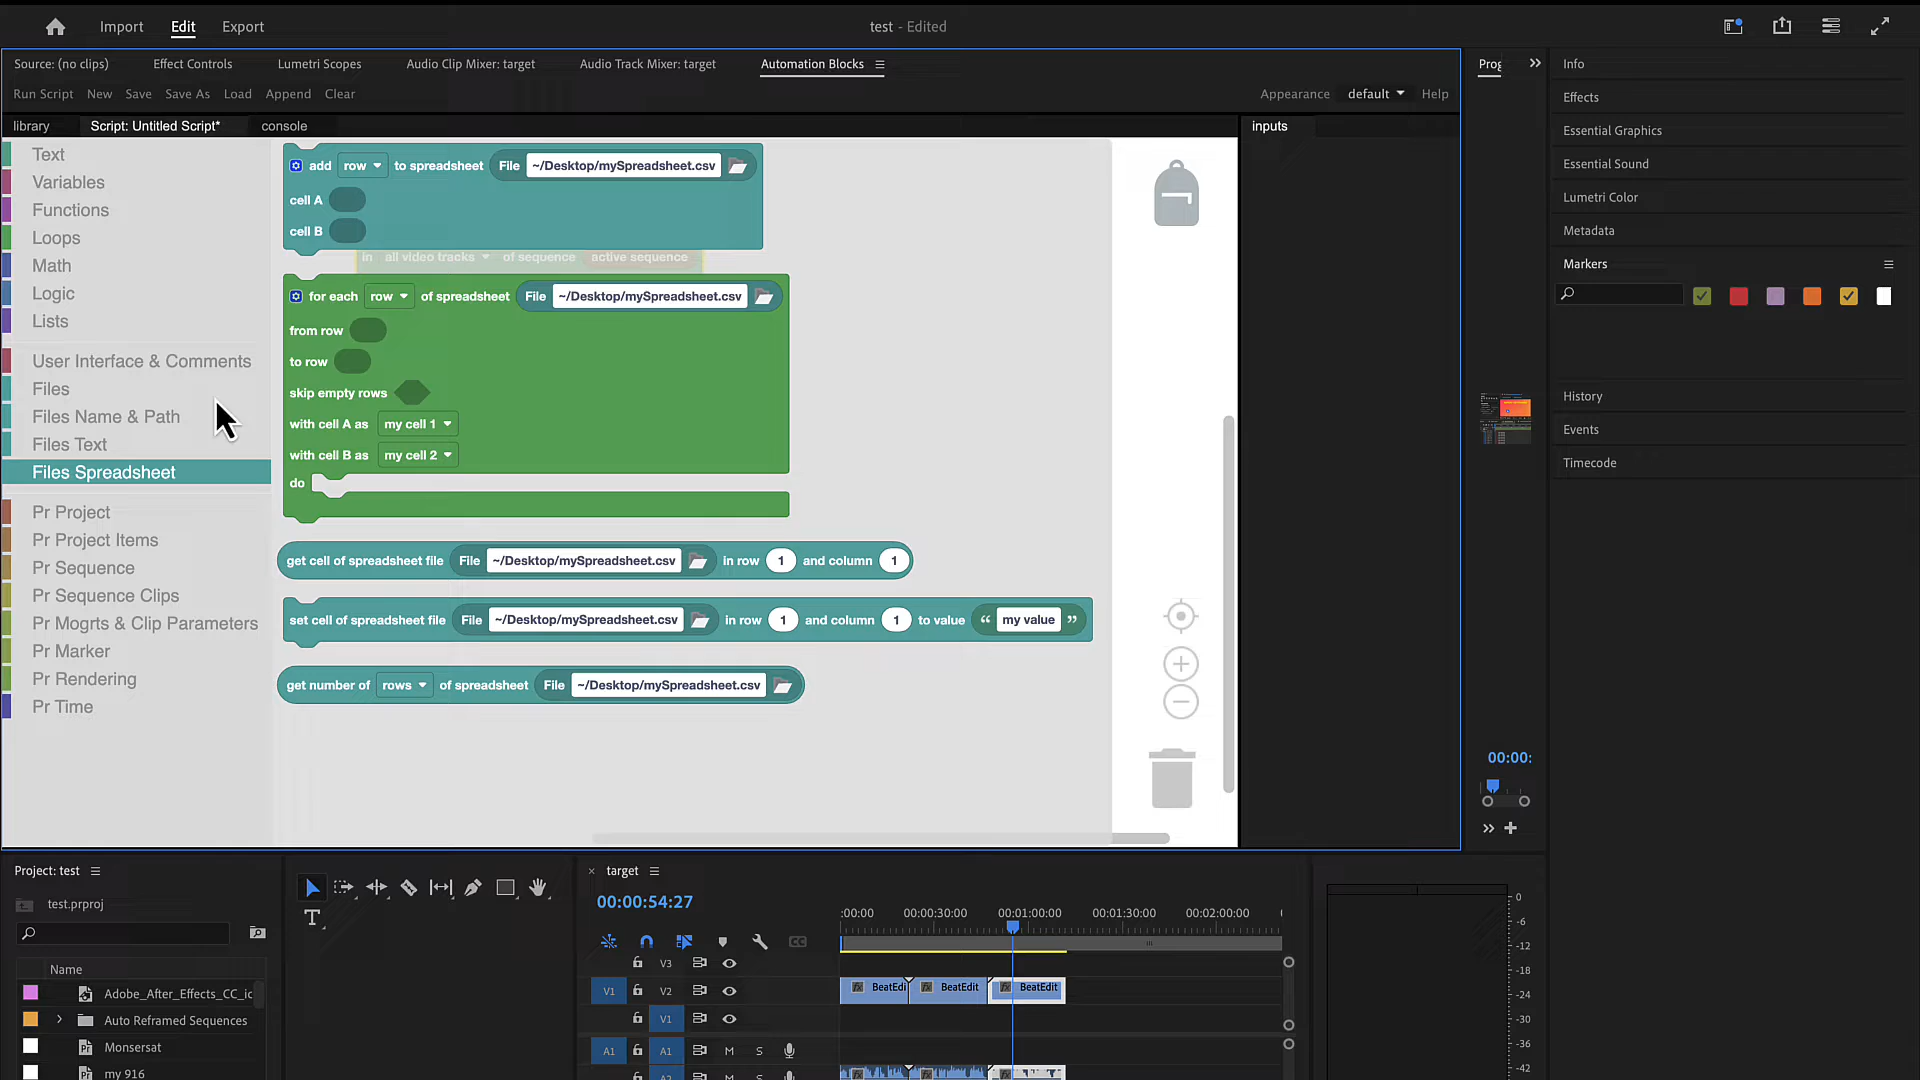 Import Edit Export test - Edited
Source: (no clips) Effect Controls Lumetri Scopes Audio Clip Mixer: target Audio Track Mixer: target Automation Blocks
Run Script New Save Save As Load Append Clear Appearance default Help
library Script: Untitled Script* console inputs
Text
Variables
Functions
Loops
Math
Logic
Lists
User Interface & Comments
Files
Files Name & Path
Files Text
Files Spreadsheet
Pr Project
Pr Project Items
Pr Sequence
Pr Sequence Clips
Pr Mogrts & Clip Parameters
Pr Marker
Pr Rendering
Pr Time
add row to spreadsheet File ~/Desktop/mySpreadsheet.csv
cell A
cell B
in all video tracks of sequence active sequence
for each row of spreadsheet File ~/Desktop/mySpreadsheet.csv
from row
to row
skip empty rows
with cell A as my cell 1
with cell B as my cell 2
do
get cell of spreadsheet file File ~/Desktop/mySpreadsheet.csv in row 1 and column 1
set cell of spreadsheet file File ~/Desktop/mySpreadsheet.csv in row 1 and column 1 to value “ my value ”
get number of rows of spreadsheet File ~/Desktop/mySpreadsheet.csv
Prog
00:00:
Info
Effects
Essential Graphics
Essential Sound
Lumetri Color
Metadata
Markers
History
Events
Timecode
Project: test
test.prproj
Name
Adobe_After_Effects_CC_ic
Auto Reframed Sequences
Monsersat
my 916
T
× target
00:00:54:27
:00:00 00:00:30:00 00:01:00:00 00:01:30:00 00:02:00:00
CC
V3
V1 V2 fx BeatEdi fx BeatEdit fx BeatEdit
V1
A1 A1 M S
A2
0
-6
-12
-18
-24
-30
-36
-42